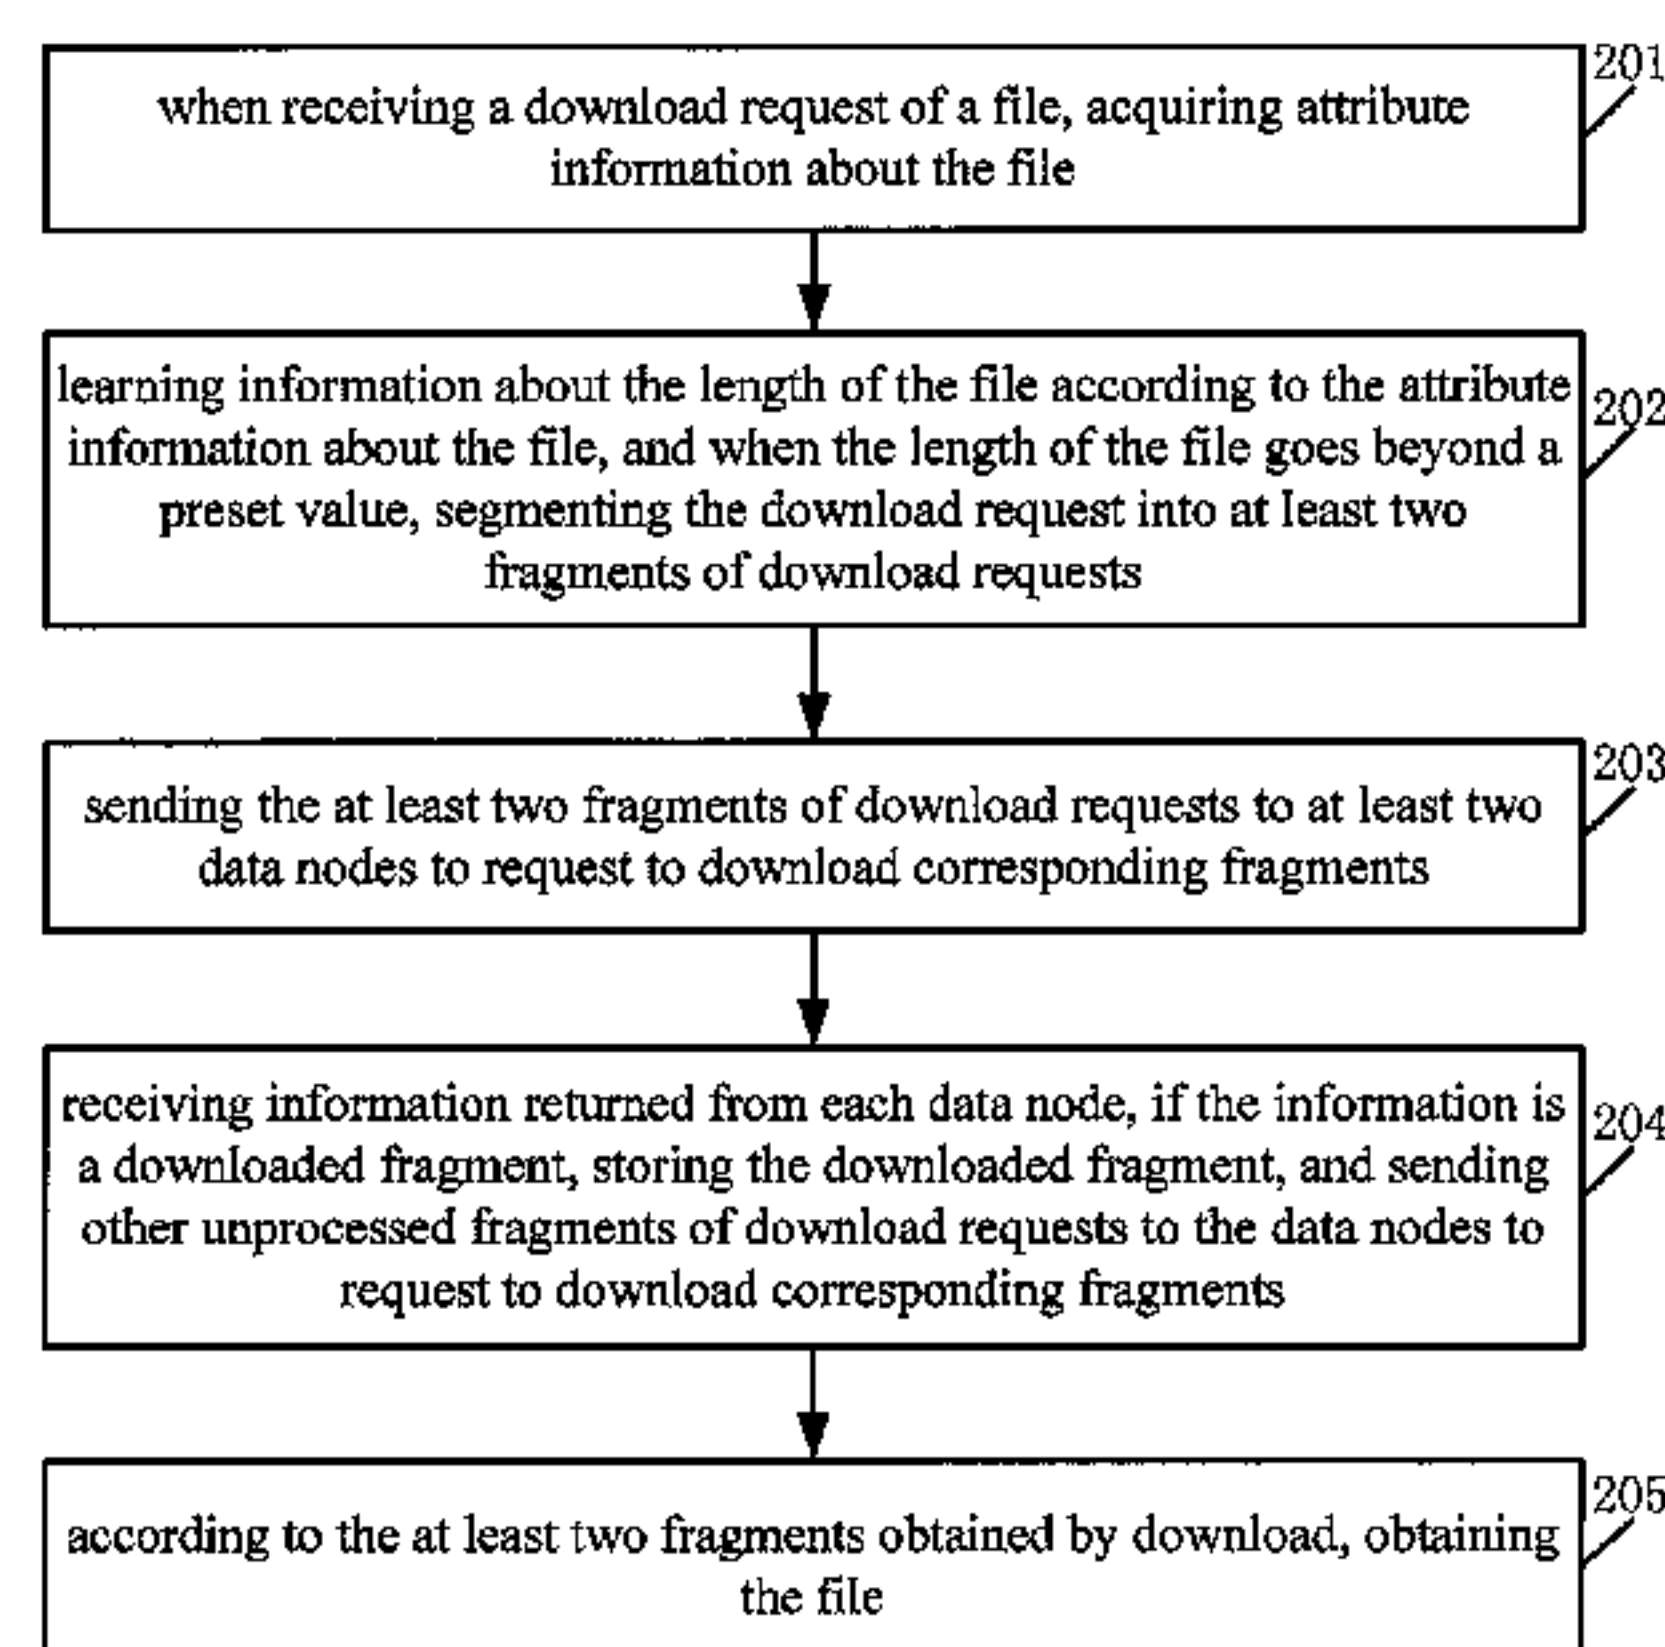 201
when receiving a download request of a file, acquiring attribute
information about the file
learning information about the length of the file according to the attribute
202
information about the file, and when the length of the file goes beyond a
preset value, segmenting the download request into at least two
fragments of download requests
203
sending the at least two fragments of download requests to at least two
data nodes to request to download corresponding fragments
receiving information returned from each data node, if the information is
204
a downloaded fragment, storing the downloaded fragment, and sending
other unprocessed fragments of download requests to the data nodes to
request to download corresponding fragments
205
according to the at least two fragments obtained by download, obtaining
the file